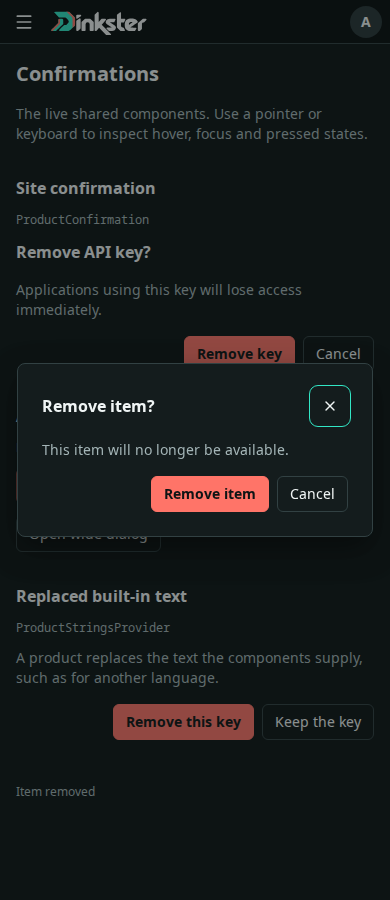 Dinkster
A
Confirmations
The live shared components. Use a pointer or
keyboard to inspect hover, focus and pressed states.
Site confirmation
ProductConfirmation
Remove API key?
Applications using this key will lose access
immediately.
Remove key
Cancel
Remove item?
This item will no longer be available.
Remove item
Cancel
Open wide dialog
Replaced built-in text
ProductStringsProvider
A product replaces the text the components supply,
such as for another language.
Remove this key
Keep the key
Item removed